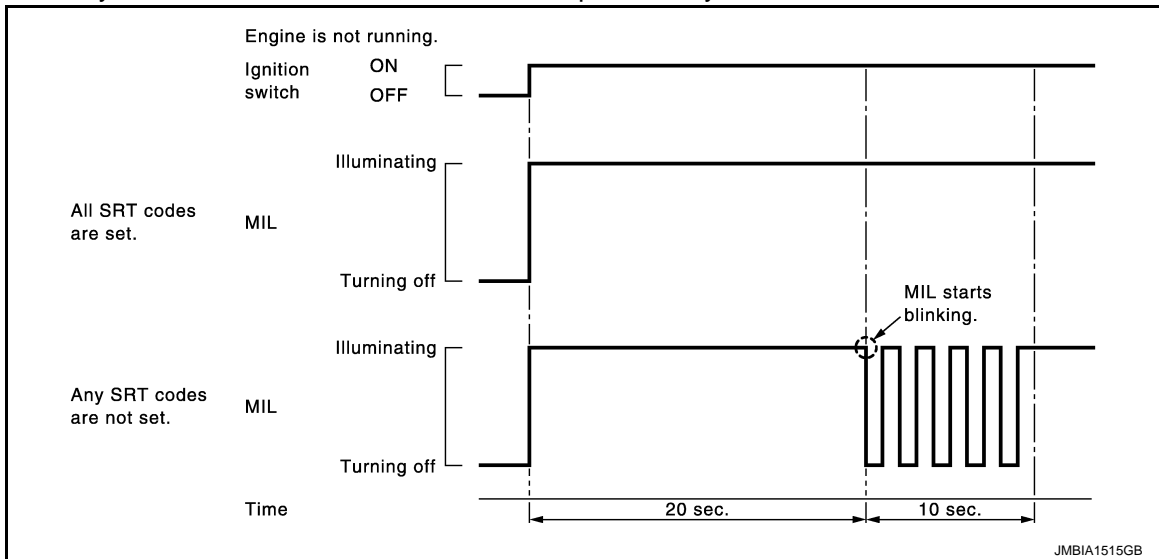 Engine is not running.
Ignition switch
ON
OFF
Illuminating
All SRT codes are set.
MIL
Turning off
MIL starts blinking.
Illuminating
Any SRT codes are not set.
MIL
Turning off
Time
20 sec.
10 sec.
JMBIA1515GB